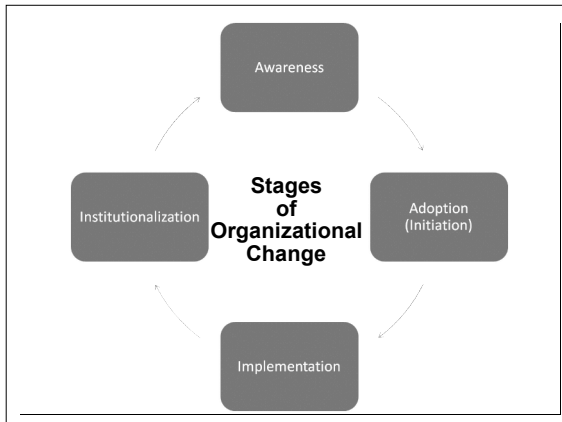 Awareness
Institutionalization
Stages
of
Organizational
Change
Adoption
(Initiation)
Implementation